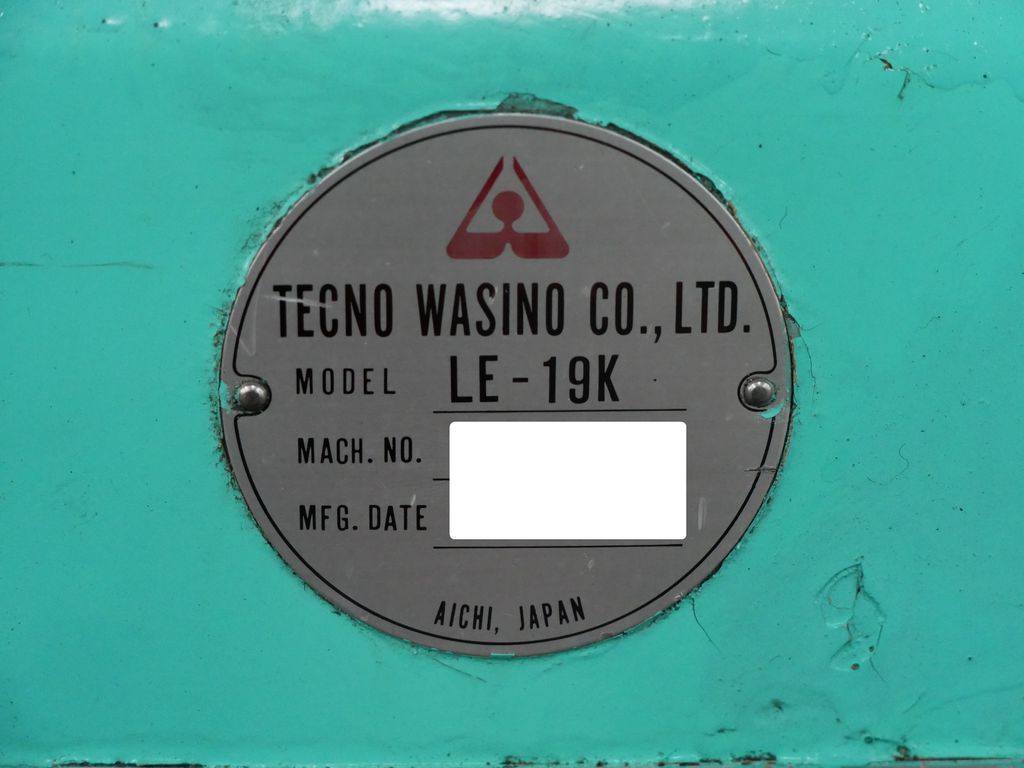 TECNO WASINO CO., LTD.
MODEL LE-19K
MACH. NO.
MFG. DATE
AICHI, JAPAN